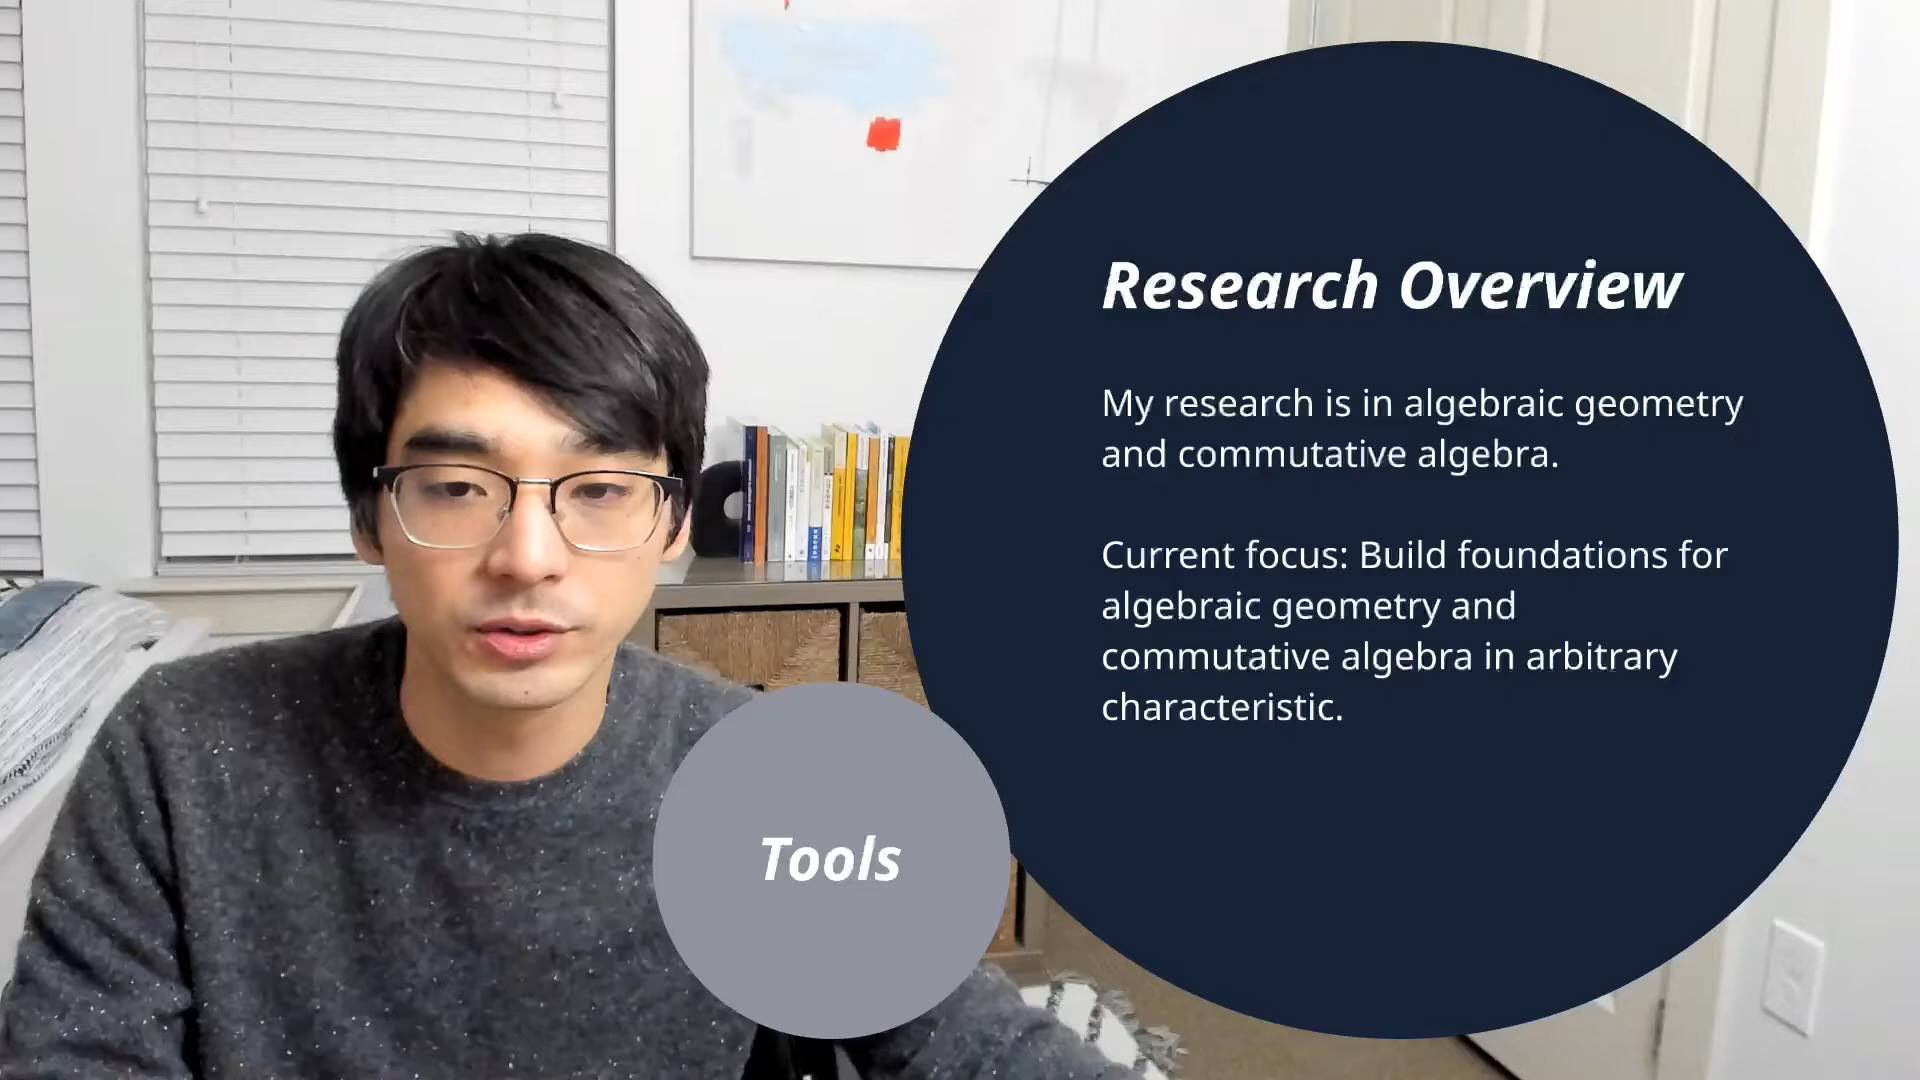 Research Overview
My research is in algebraic geometry
and commutative algebra.
Current focus: Build foundations for
algebraic geometry and
commutative algebra in arbitrary
characteristic.
Tools